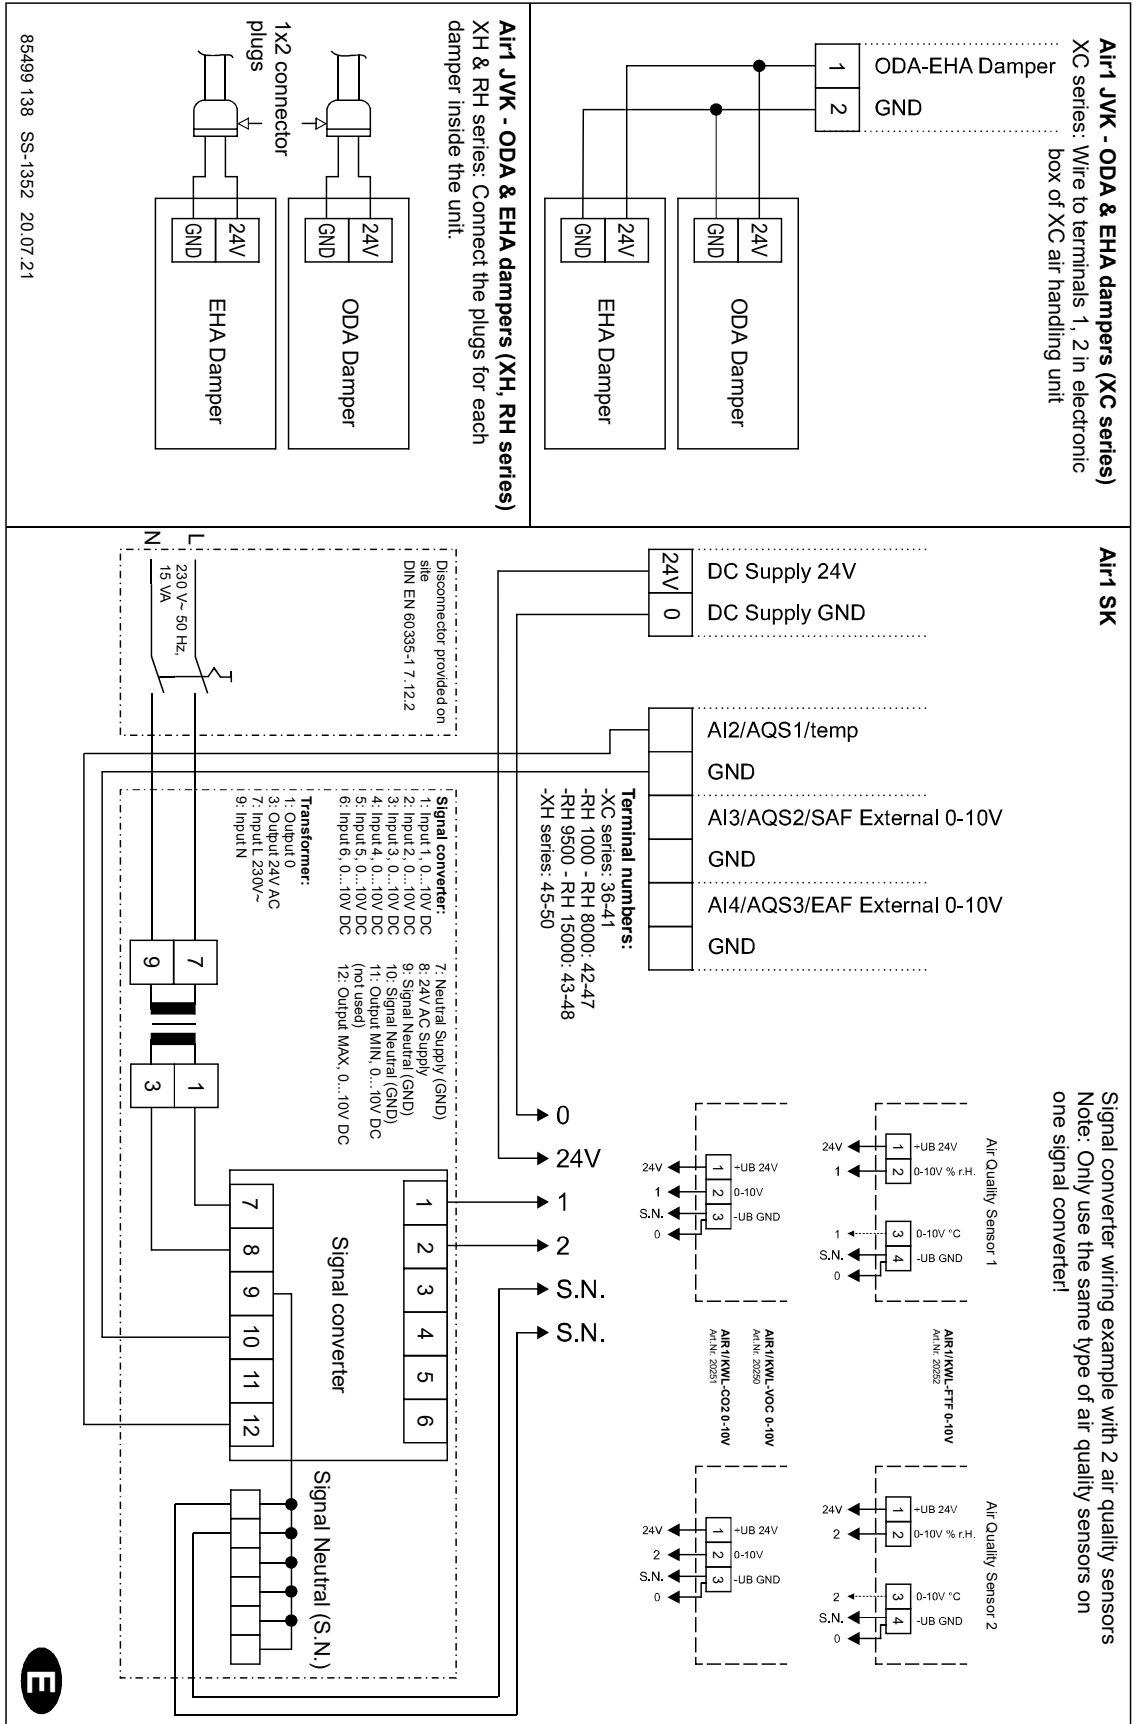 Air1 JVK - ODA & EHA dampers (XC series)
XC series: Wire to terminals 1, 2 in electronic
box of XC air handling unit
1
ODA-EHA Damper
2
GND
24V
GND
ODA Damper
24V
GND
EHA Damper
Air1 JVK - ODA & EHA dampers (XH, RH series)
XH & RH series: Connect the plugs for each
damper inside the unit.
1x2 connector
plugs
24V
GND
ODA Damper
24V
GND
EHA Damper
85499 138 SS-1352 20.07.21
Air1 SK
24V
DC Supply 24V
0
DC Supply GND
AI2/AQS1/temp
GND
AI3/AQS2/SAF External 0-10V
GND
AI4/AQS3/EAF External 0-10V
GND
Terminal numbers:
-XC series: 36-41
-RH 1000 - RH 8000: 42-47
-RH 9500 - RH 15000: 43-48
-XH series: 45-50
Disconnector provided on
site
DIN EN 60335-1 7.12.2
L
N
230 V~ 50 Hz,
15 VA
Signal converter:
1: Input 1, 0...10V DC
2: Input 2, 0...10V DC
3: Input 3, 0...10V DC
4: Input 4, 0...10V DC
5: Input 5, 0...10V DC
6: Input 6, 0...10V DC
7: Neutral Supply (GND)
8: 24V AC Supply
9: Signal Neutral (GND)
10: Signal Neutral (GND)
11: Output MIN, 0...10V DC
(not used)
12: Output MAX, 0...10V DC
Transformer:
1: Output 0
3: Output 24V AC
7: Input L 230V~
9: Input N
7
9
1
3
0
24V
1
2
S.N.
S.N.
1
2
3
4
5
6
Signal converter
7
8
9
10
11
12
Signal Neutral (S.N.)
Signal converter wiring example with 2 air quality sensors
Note: Only use the same type of air quality sensors on
one signal converter!
Air Quality Sensor 1
24V
1
+UB 24V
1
2
0-10V % r.H.
1
3
0-10V °C
S.N.
4
-UB GND
0
24V
1
+UB 24V
1
2
0-10V
S.N.
3
-UB GND
0
AIR1/KWL-FTF 0-10V
Art.Nr. 20252
AIR1/KWL-VOC 0-10V
Art.Nr. 20250
AIR1/KWL-CO2 0-10V
Art.Nr. 20251
Air Quality Sensor 2
24V
1
+UB 24V
2
2
0-10V % r.H.
2
3
0-10V °C
S.N.
4
-UB GND
0
24V
1
+UB 24V
2
2
0-10V
S.N.
3
-UB GND
0
E